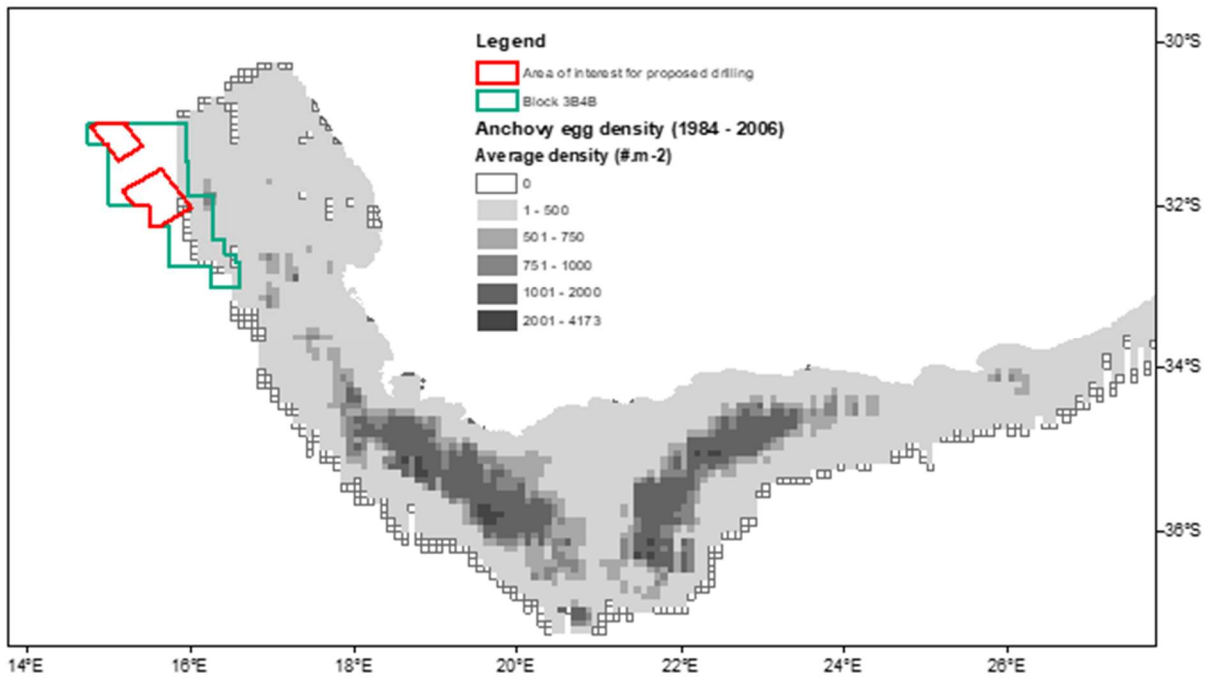 Legend
Area of interest for proposed drilling
Block 3B4B
Anchovy egg density (1984 - 2006)
Average density (#.m-2)
0
1 - 500
501 - 750
751 - 1000
1001 - 2000
2001 - 4173
30°S
32°S
34°S
36°S
14°E
16°E
18°E
20°E
22°E
24°E
26°E